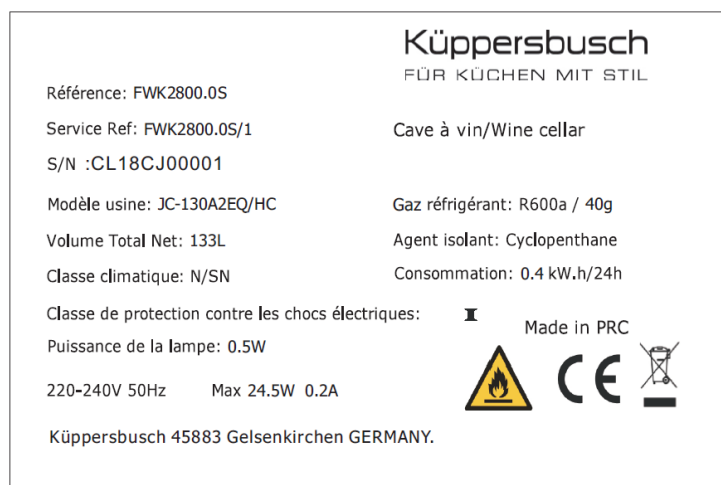 Küppersbusch
FÜR KÜCHEN MIT STIL
Référence: FWK2800.0S
Service Ref: FWK2800.0S/1
Cave à vin/Wine cellar
S/N :CL18CJ00001
Modèle usine: JC-130A2EQ/HC
Gaz réfrigérant: R600a / 40g
Volume Total Net: 133L
Agent isolant: Cyclopenthane
Classe climatique: N/SN
Consommation: 0.4 kW.h/24h
Classe de protection contre les chocs électriques: I
Made in PRC
Puissance de la lampe: 0.5W
CE
220-240V 50Hz Max 24.5W 0.2A
Küppersbusch 45883 Gelsenkirchen GERMANY.